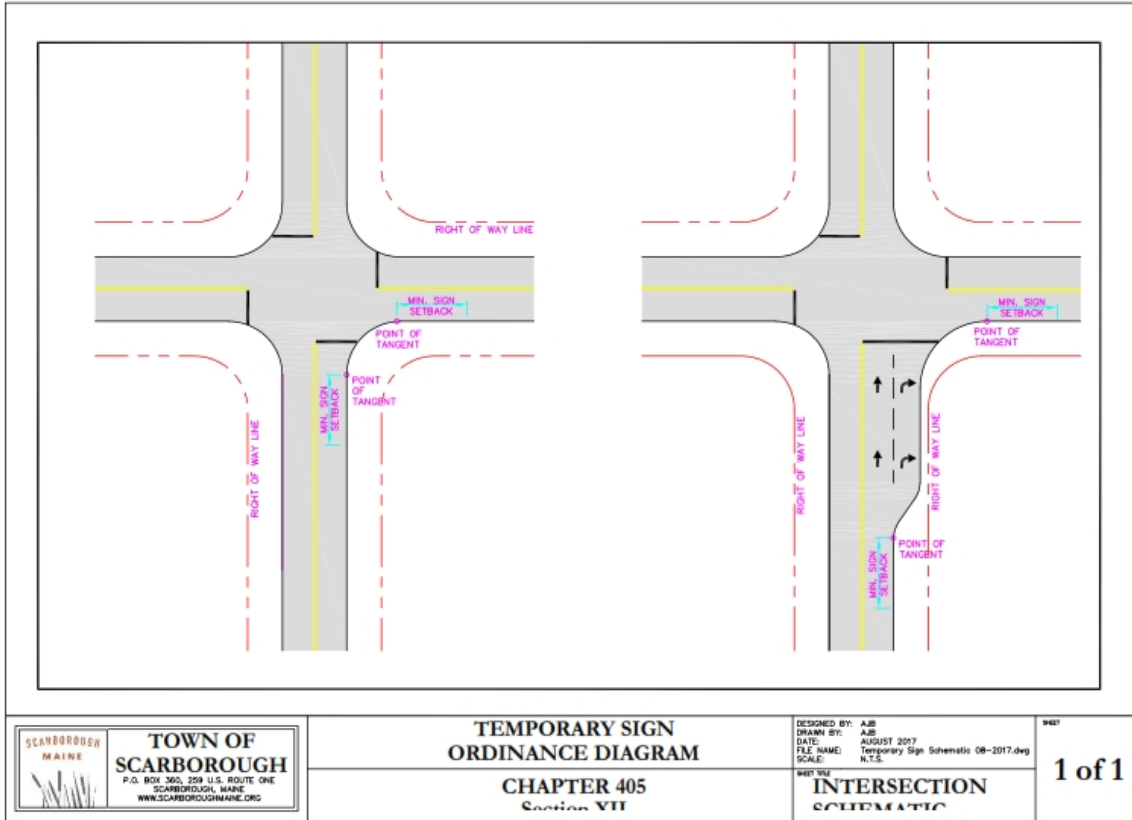 RIGHT OF WAY LINE
MIN. SIGN
SETBACK
POINT OF
TANGENT
POINT
OF
TANGENT
MIN. SIGN
SETBACK
RIGHT OF WAY LINE
MIN. SIGN
SETBACK
POINT OF
TANGENT
RIGHT OF WAY LINE
RIGHT OF WAY LINE
POINT OF
TANGENT
MIN. SIGN
SETBACK
SCARBOROUGH
MAINE
TOWN OF
SCARBOROUGH
P.O. BOX 360, 259 U.S. ROUTE ONE
SCARBOROUGH, MAINE
WWW.SCARBOROUGHMAINE.ORG
TEMPORARY SIGN
ORDINANCE DIAGRAM
CHAPTER 405
Section XII
DESIGNED BY: AJB
DRAWN BY: AJB
DATE: AUGUST 2017
FILE NAME: Temporary Sign Schematic 08-2017.dwg
SCALE: N.T.S.
SHEET TITLE
INTERSECTION
SCHEMATIC
SHEET
1 of 1